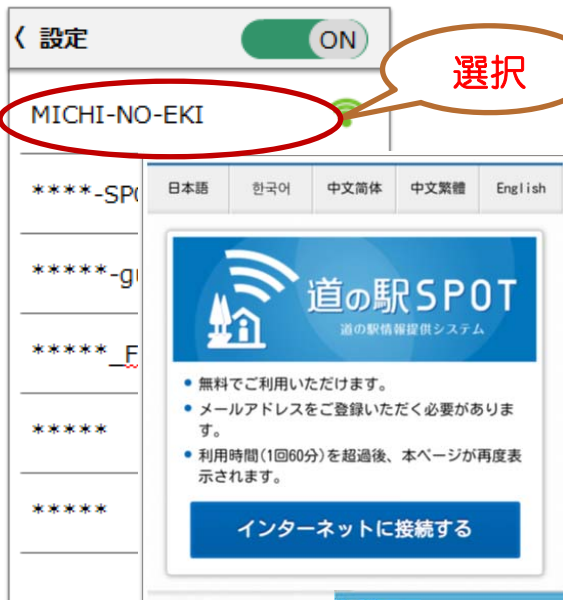 設定
ON
選択
MICHI-NO-EKI
****-SP
*****-g
*****_F
*****
*****
日本語 한국어 中文简体 中文繁體 English
道の駅SPOT
道の駅情報提供システム
• 無料でご利用いただけます。
• メールアドレスをご登録いただく必要がありま
す。
• 利用時間(1回60分)を超過後、本ページが再度表
示されます。
インターネットに接続する